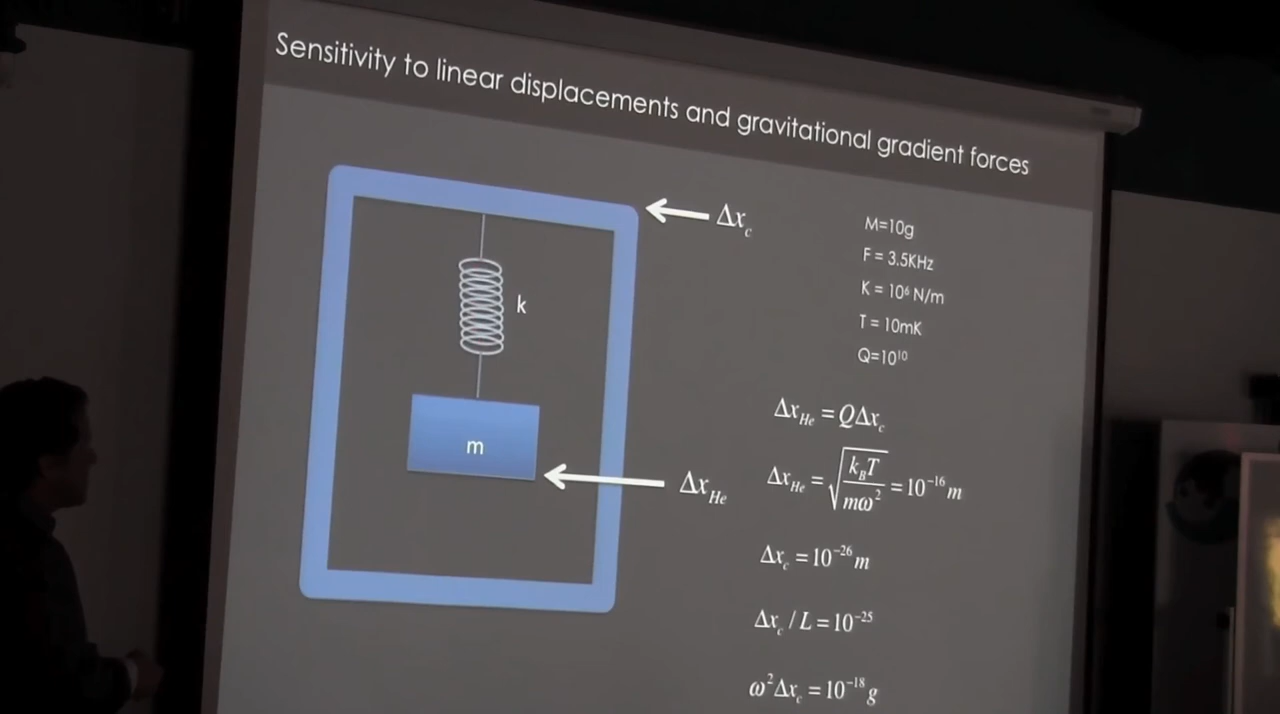 Sensitivity to linear displacements and gravitational gradient forces
Δx_c
k
m
Δx_He
M=10g
F = 3.5KHz
K = 10⁶ N/m
T = 10mK
Q=10¹⁰
Δx_He = QΔx_c
Δx_He = √(k_B T / mω²) = 10⁻¹⁶ m
Δx_c = 10⁻²⁶ m
Δx_c / L = 10⁻²⁵
ω²Δx_c = 10⁻¹⁸ g